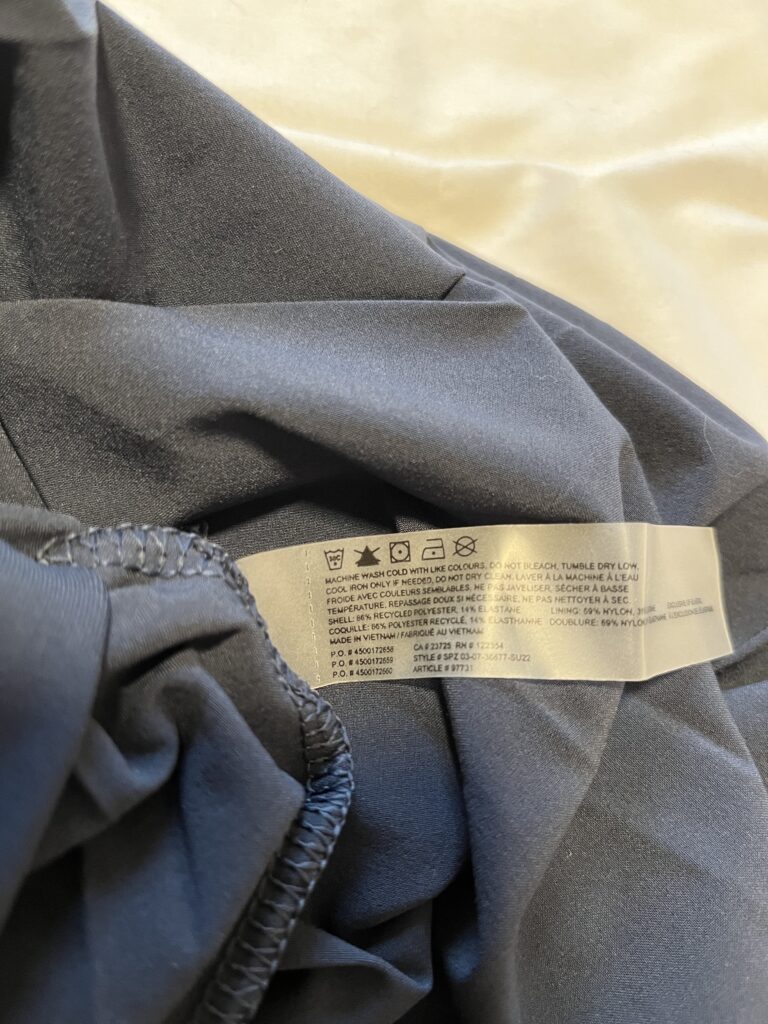 30C
MACHINE WASH COLD WITH LIKE COLOURS, DO NOT BLEACH, TUMBLE DRY LOW,
COOL IRON ONLY IF NEEDED, DO NOT DRY CLEAN. LAVER À LA MACHINE À L'EAU
FROIDE AVEC COULEURS SEMBLABLES, NE PAS JAVELISER, SÉCHER À BASSE
TEMPÉRATURE, REPASSAGE DOUX SI NÉCESSAIRE, NE PAS NETTOYER À SEC.
SHELL: 86% RECYCLED POLYESTER, 14% ELASTANE LINING: 69% NYLON,
COQUILLE: 86% POLYESTER RECYCLÉ, 14% ÉLASTHANNE DOUBLURE: 69% NYLON
MADE IN VIETNAM / FABRIQUÉ AU VIETNAM
P.O. # 4500172658 CA # 23725 RN # 122354
P.O. # 4500172659 STYLE # SPZ 03-07-36677-SU22
P.O. # 4500172660 ARTICLE # 97731